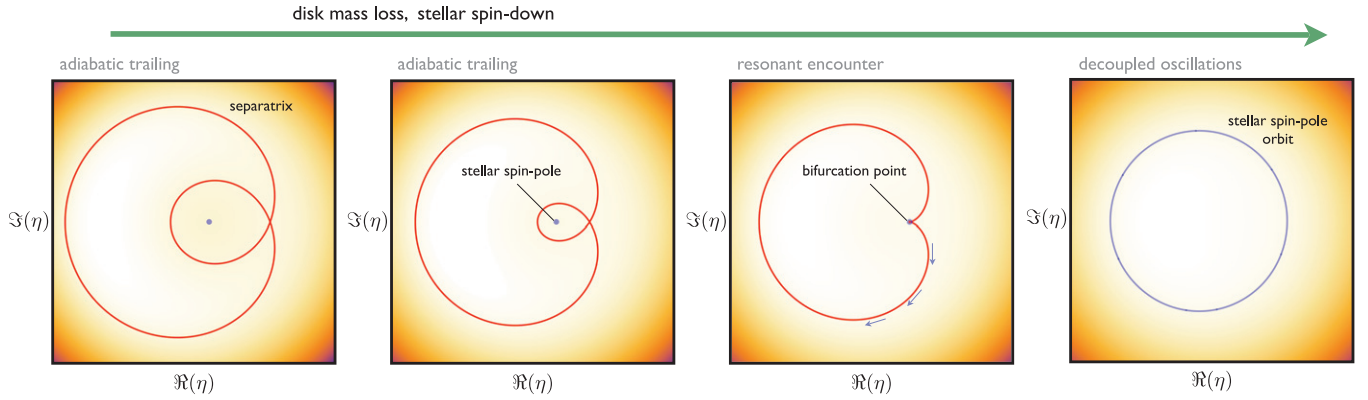 disk mass loss, stellar spin-down
adiabatic trailing
adiabatic trailing
resonant encounter
decoupled oscillations
separatrix
stellar spin-pole
bifurcation point
stellar spin-pole
orbit
ℑ(η)
ℑ(η)
ℑ(η)
ℑ(η)
ℜ(η)
ℜ(η)
ℜ(η)
ℜ(η)